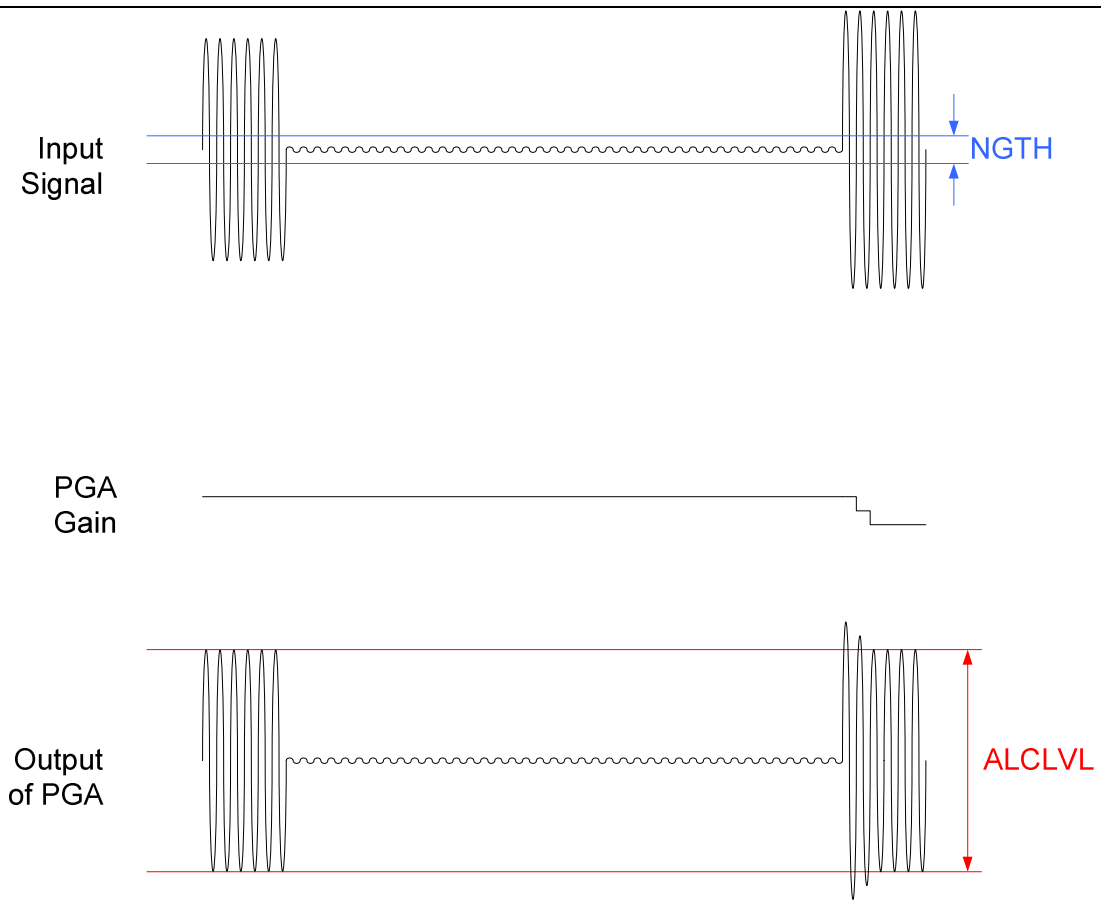 Input
Signal
NGTH
PGA
Gain
Output
of PGA
ALCLVL